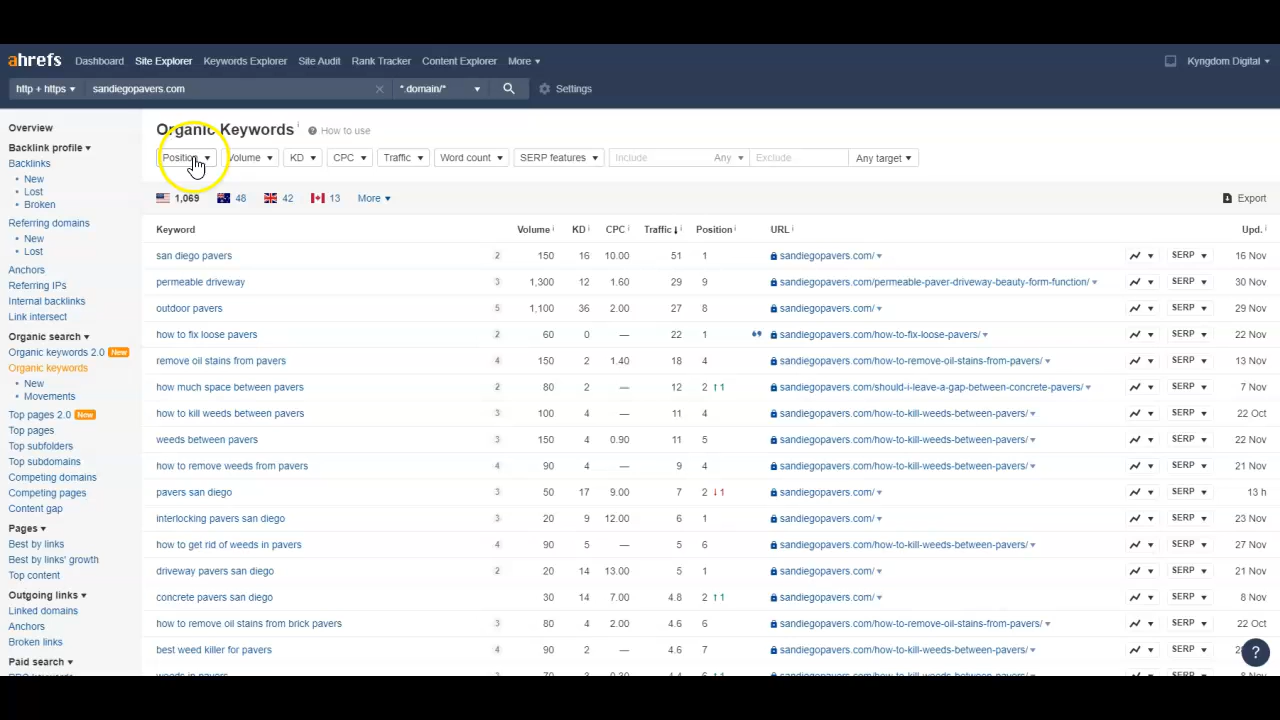 ahrefs Dashboard Site Explorer Keywords Explorer Site Audit Rank Tracker Content Explorer More Kyngdom Digital
http + https sandiegopavers.com *.domain/* Settings
Overview
Backlink profile
Backlinks
New
Lost
Broken
Referring domains
New
Lost
Anchors
Referring IPs
Internal backlinks
Link intersect
Organic search
Organic keywords 2.0 New
Organic keywords
New
Movements
Top pages 2.0 New
Top pages
Top subfolders
Top subdomains
Competing domains
Competing pages
Content gap
Pages
Best by links
Best by links' growth
Top content
Outgoing links
Linked domains
Anchors
Broken links
Paid search
Organic Keywords i ? How to use
Position Volume KD CPC Traffic Word count SERP features Include Any Exclude Any target
1,069 48 42 13 More Export
Keyword Volume KD CPC Traffic Position URL Upd.
san diego pavers 2 150 16 10.00 51 1 sandiegopavers.com/ SERP 16 Nov
permeable driveway 3 1,300 12 1.60 29 9 sandiegopavers.com/permeable-paver-driveway-beauty-form-function/ SERP 30 Nov
outdoor pavers 5 1,100 36 2.00 27 8 sandiegopavers.com/ SERP 29 Nov
how to fix loose pavers 2 60 0 — 22 1 sandiegopavers.com/how-to-fix-loose-pavers/ SERP 22 Nov
remove oil stains from pavers 4 150 2 1.40 18 4 sandiegopavers.com/how-to-remove-oil-stains-from-pavers/ SERP 13 Nov
how much space between pavers 2 80 2 — 12 2 ↑1 sandiegopavers.com/should-i-leave-a-gap-between-concrete-pavers/ SERP 7 Nov
how to kill weeds between pavers 3 100 4 — 11 4 sandiegopavers.com/how-to-kill-weeds-between-pavers/ SERP 22 Oct
weeds between pavers 3 150 4 0.90 11 5 sandiegopavers.com/how-to-kill-weeds-between-pavers/ SERP 22 Nov
how to remove weeds from pavers 4 90 4 — 9 4 sandiegopavers.com/how-to-kill-weeds-between-pavers/ SERP 21 Nov
pavers san diego 3 50 17 9.00 7 2 ↓1 sandiegopavers.com/ SERP 13 h
interlocking pavers san diego 3 20 9 12.00 6 1 sandiegopavers.com/ SERP 23 Nov
how to get rid of weeds in pavers 4 90 5 — 5 6 sandiegopavers.com/how-to-kill-weeds-between-pavers/ SERP 27 Nov
driveway pavers san diego 2 20 14 13.00 5 1 sandiegopavers.com/ SERP 21 Nov
concrete pavers san diego 30 14 7.00 4.8 2 ↑1 sandiegopavers.com/ SERP 8 Nov
how to remove oil stains from brick pavers 3 80 4 2.00 4.6 6 sandiegopavers.com/how-to-remove-oil-stains-from-pavers/ SERP 22 Oct
best weed killer for pavers 4 90 2 — 4.6 7 sandiegopavers.com/how-to-kill-weeds-between-pavers/ SERP
?